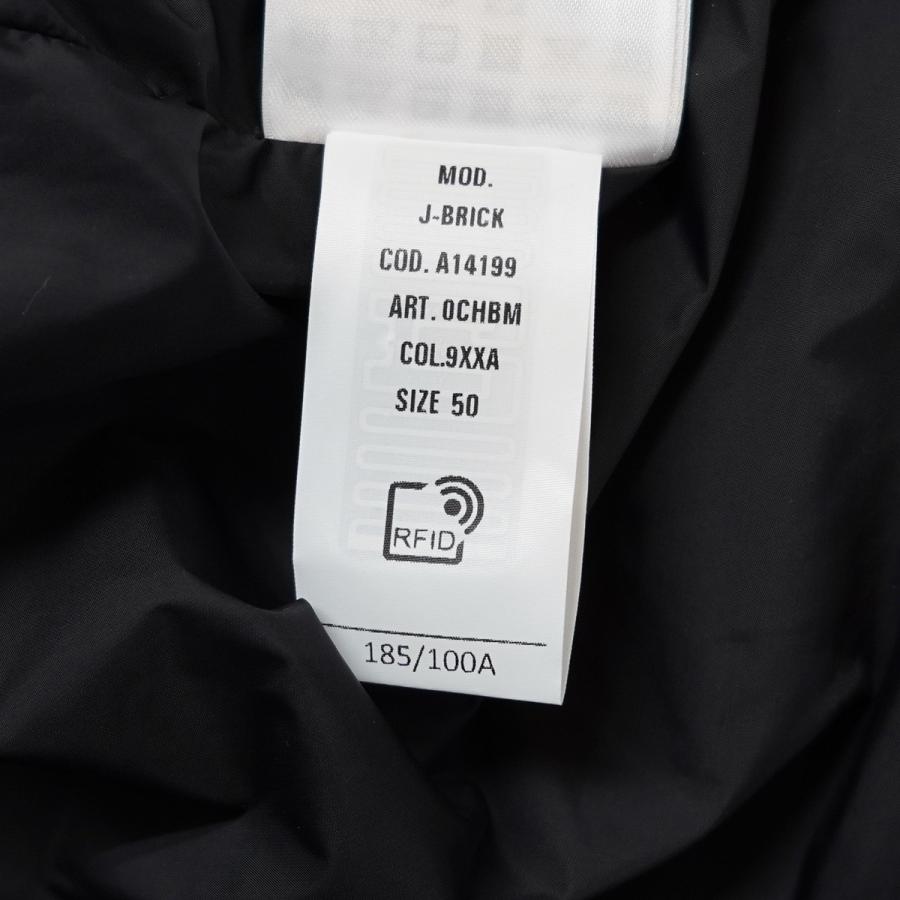 MOD.
J-BRICK
COD. A14199
ART. 0CHBM
COL.9XXA
SIZE 50
RFID
185/100A